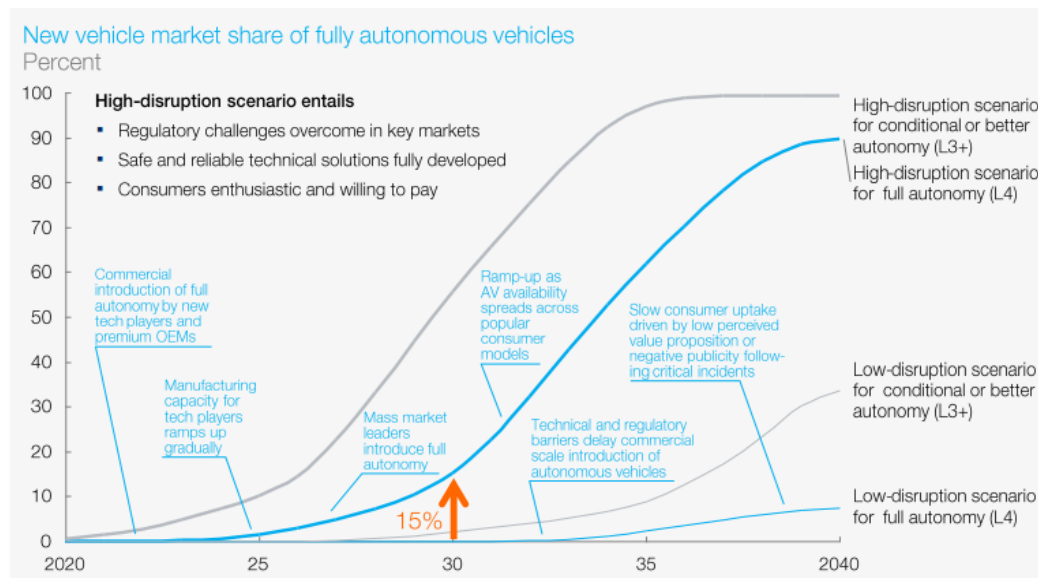 New vehicle market share of fully autonomous vehicles
Percent
100
90
80
70
60
50
40
30
20
10
0
High-disruption scenario entails
▪ Regulatory challenges overcome in key markets
▪ Safe and reliable technical solutions fully developed
▪ Consumers enthusiastic and willing to pay
Commercial
introduction of full
autonomy by new
tech players and
premium OEMs
Manufacturing
capacity for
tech players
ramps up
gradually
Mass market
leaders
introduce full
autonomy
15%
Ramp-up as
AV availability
spreads across
popular
consumer
models
Technical and regulatory
barriers delay commercial
scale introduction of
autonomous vehicles
Slow consumer uptake
driven by low perceived
value proposition or
negative publicity follow-
ing critical incidents
High-disruption scenario
for conditional or better
autonomy (L3+)
High-disruption scenario
for full autonomy (L4)
Low-disruption scenario
for conditional or better
autonomy (L3+)
Low-disruption scenario
for full autonomy (L4)
2020
25
30
35
2040